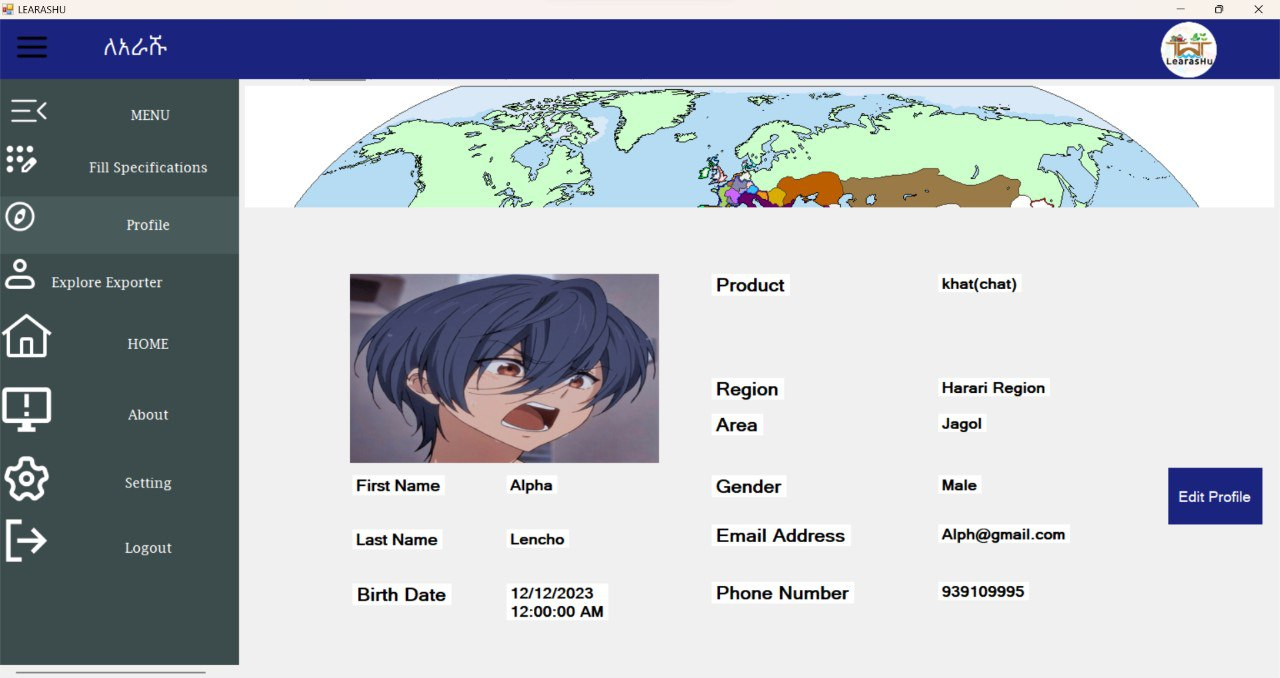 LEARASHU
ለአራሹ
LearasHu
MENU
Fill Specifications
Profile
Explore Exporter
HOME
About
Setting
Logout
Product khat(chat)
Region Harari Region
Area Jagol
First Name Alpha
Gender Male
Edit Profile
Last Name Lencho
Email Address Alph@gmail.com
Birth Date 12/12/2023
12:00:00 AM
Phone Number 939109995